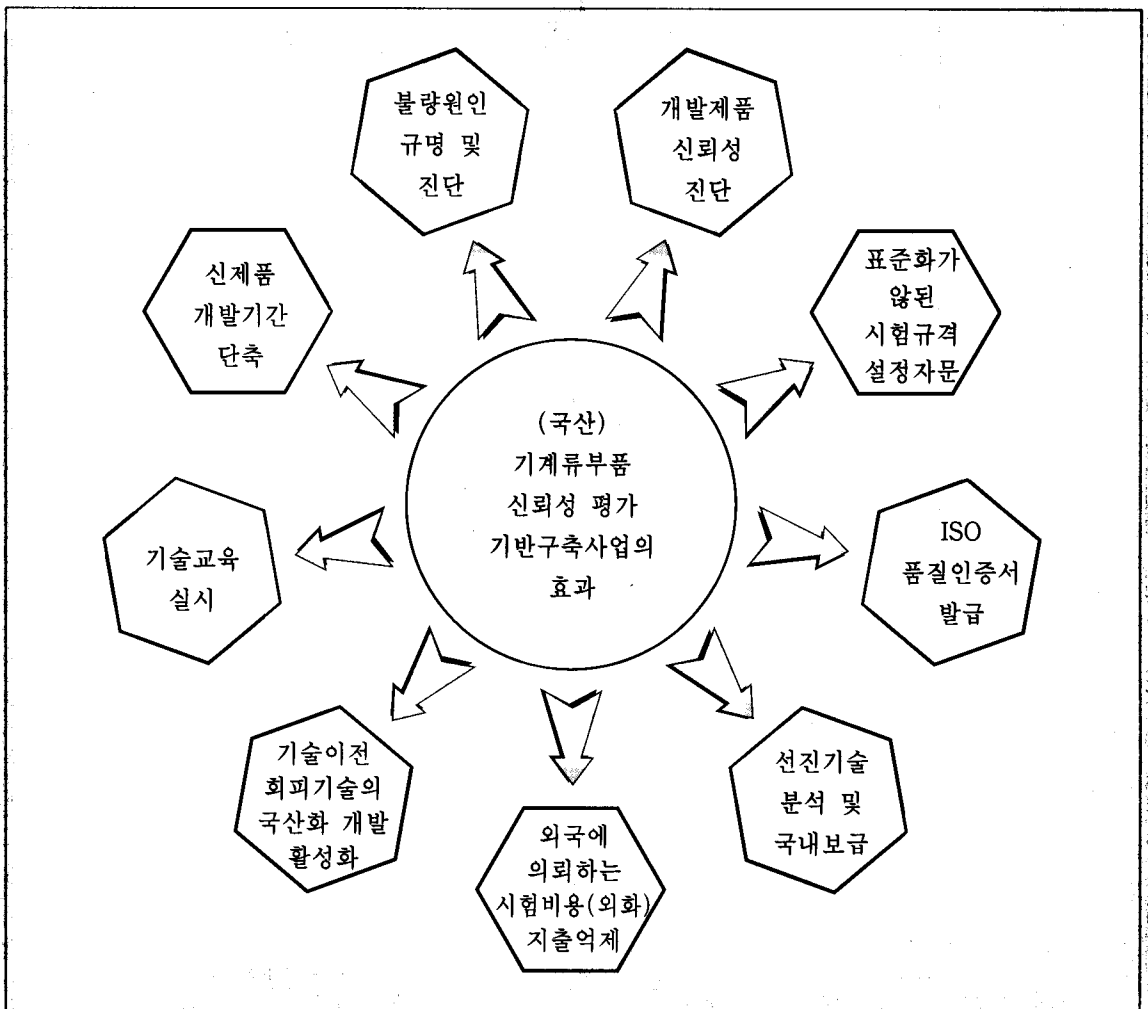 불량원인
규명 및
진단
개발제품
신뢰성
진단
신제품
개발기간
단축
표준화가
않된
시험규격
설정자문
(국산)
기계류부품
신뢰성 평가
기반구축사업의
효과
기술교육
실시
ISO
품질인증서
발급
기술이전
회피기술의
국산화 개발
활성화
외국에
의뢰하는
시험비용(외화)
지출억제
선진기술
분석 및
국내보급